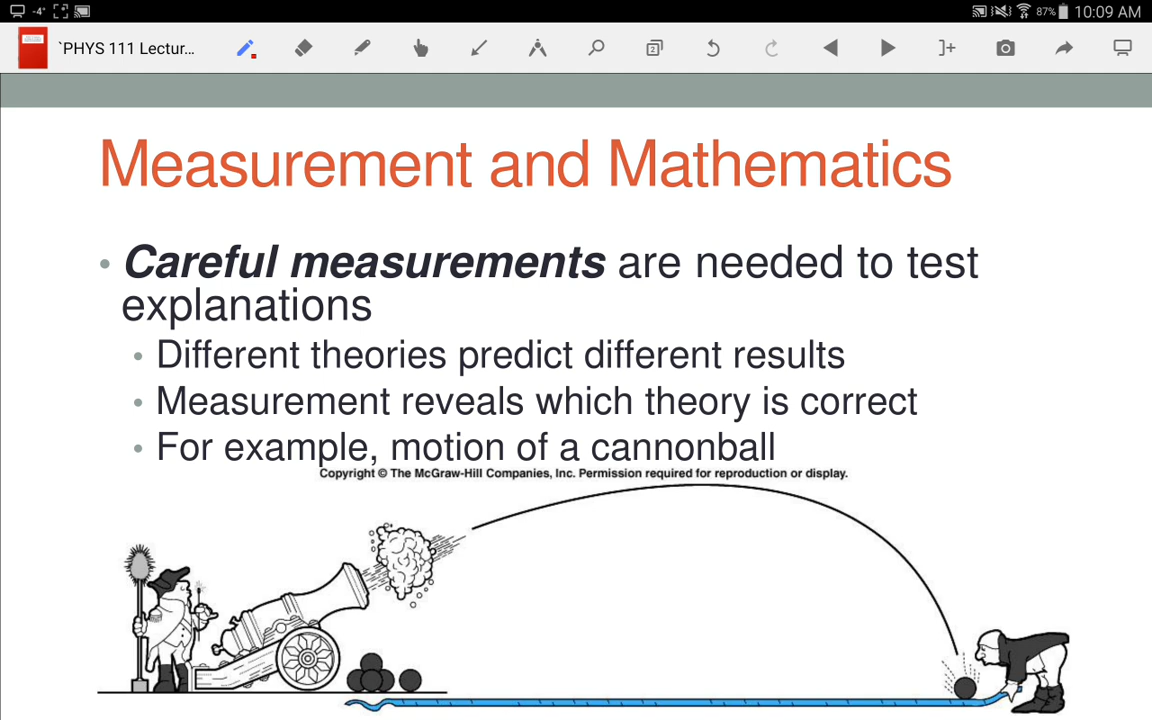 -4°
87%
10:09 AM
`PHYS 111 Lectur...
2
]+
Measurement and Mathematics
• Careful measurements are needed to test
explanations
• Different theories predict different results
• Measurement reveals which theory is correct
• For example, motion of a cannonball
Copyright © The McGraw-Hill Companies, Inc. Permission required for reproduction or display.